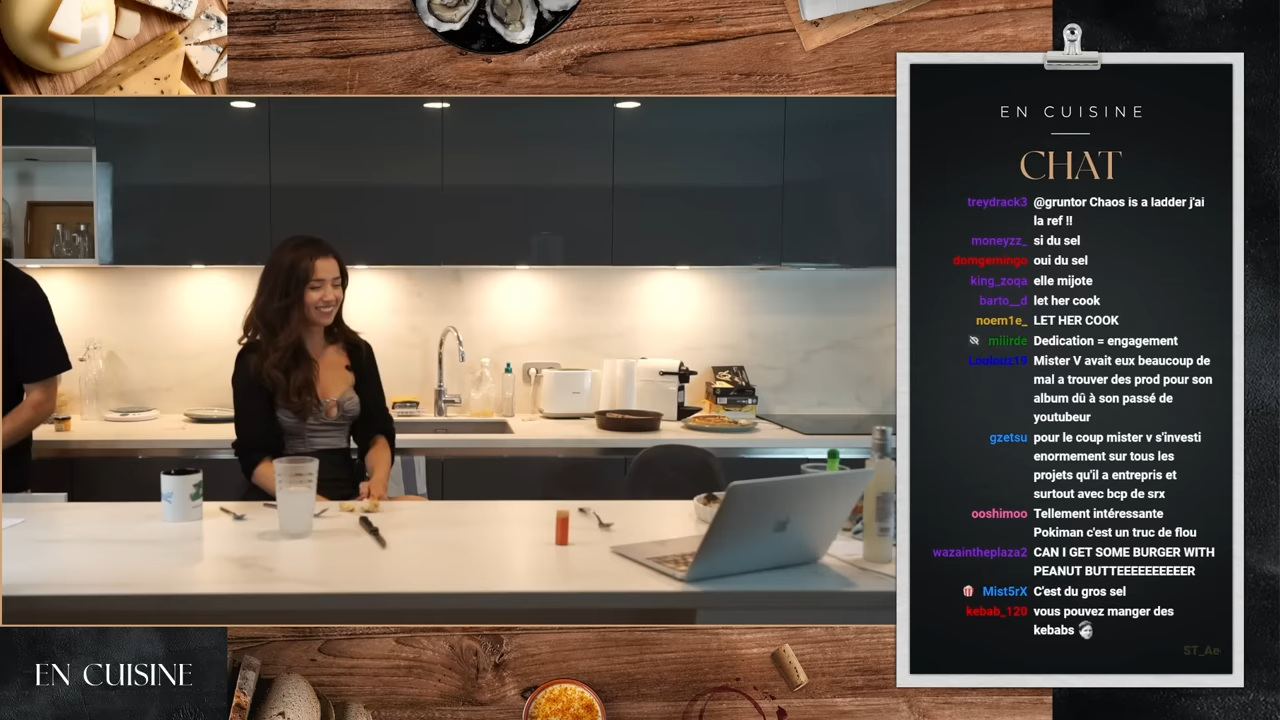 EN CUISINE
CHAT
treydrack3 @gruntor Chaos is a ladder j'ai
la ref !!
moneyzz_ si du sel
domgemingo oui du sel
king_zoqa elle mijote
barto__d let her cook
noem1e_ LET HER COOK
miiirde Dedication = engagement
Mister V avait eux beaucoup de
mal a trouver des prod pour son
album dû à son passé de
youtubeur
gzetsu pour le coup mister v s'investi
enormement sur tous les
projets qu'il a entrepris et
surtout avec bcp de srx
ooshimoo Tellement intéressante
Pokiman c'est un truc de flou
wazaintheplaza2 CAN I GET SOME BURGER WITH
PEANUT BUTTEEEEEEEEEER
Mist5rX C'est du gros sel
kebab_120 vous pouvez manger des
kebabs
ST_Ae
EN CUISINE